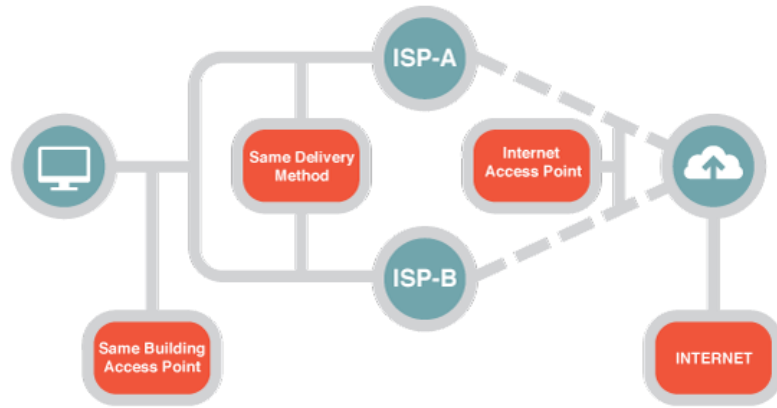 ISP-A
Same Delivery
Method
Internet
Access Point
ISP-B
Same Building
Access Point
INTERNET